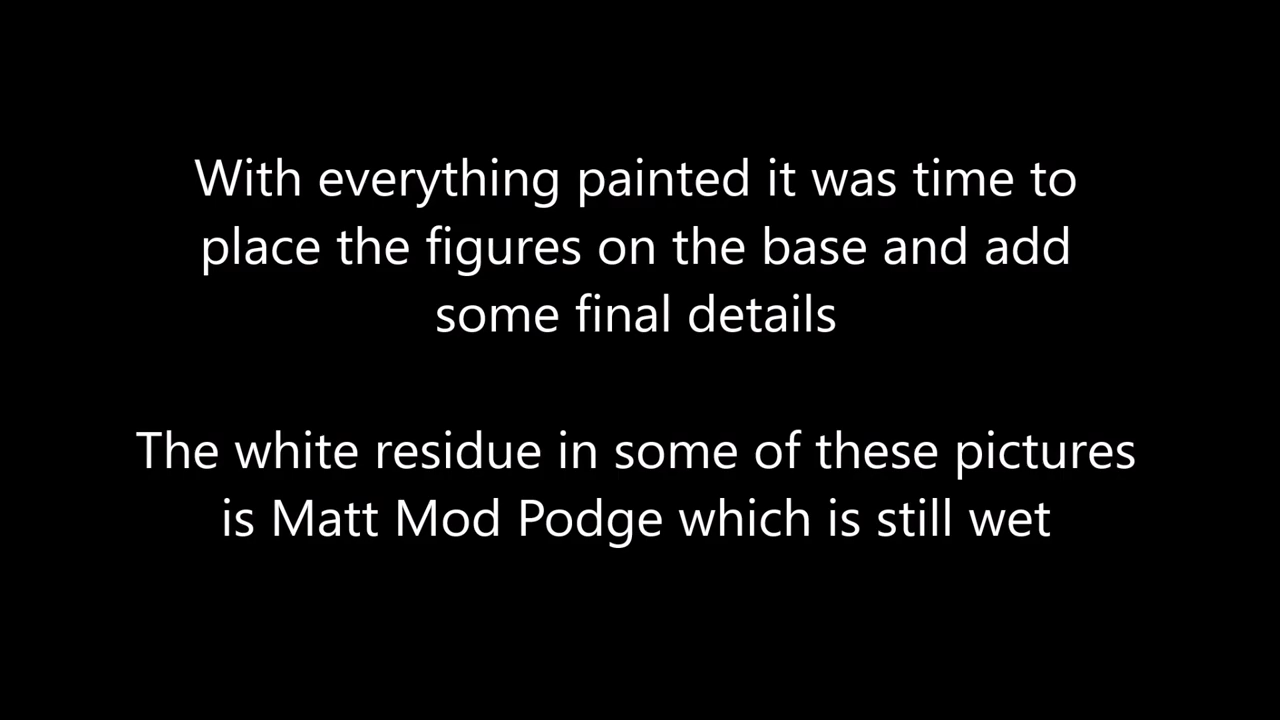 With everything painted it was time to
place the figures on the base and add
some final details
The white residue in some of these pictures
is Matt Mod Podge which is still wet